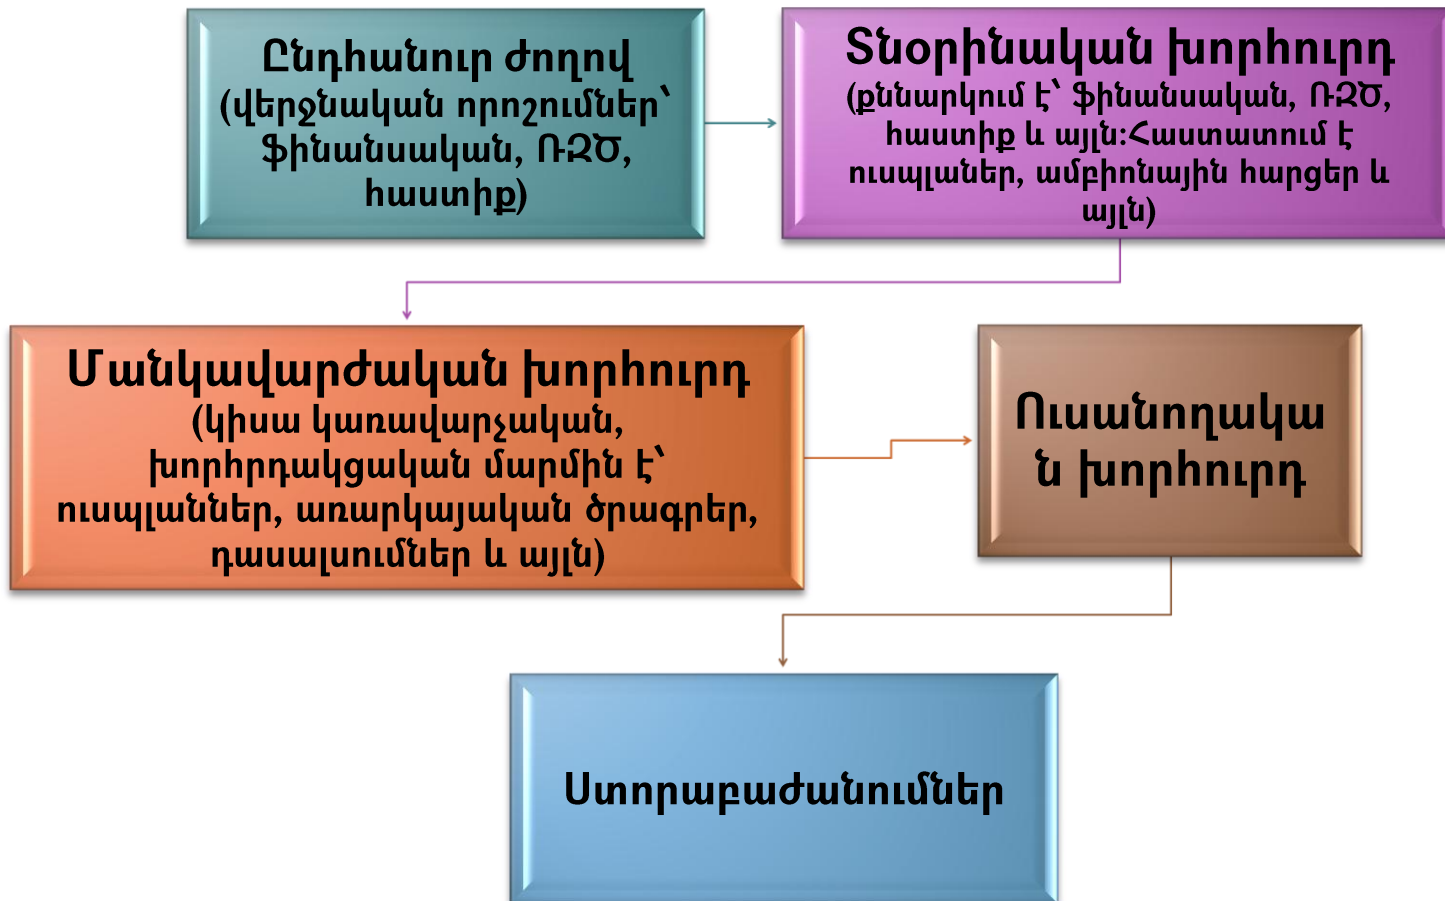 Ընդհանուր ժողով
(վերջնական որոշումներ՝
ֆինանսական, ՌԶԾ,
հաստիք)
Տնօրինական խորհուրդ
(քննարկում է՝ ֆինանսական, ՌԶԾ,
հաստիք և այլն:Հաստատում է
ուսպլաներ, ամբիոնային հարցեր և
այլն)
Մանկավարժական խորհուրդ
(կիսա կառավարչական,
խորհրդակցական մարմին է՝
ուսպլաններ, առարկայական ծրագրեր,
դասալսումներ և այլն)
Ուսանողակա
ն խորհուրդ
Ստորաբաժանումներ